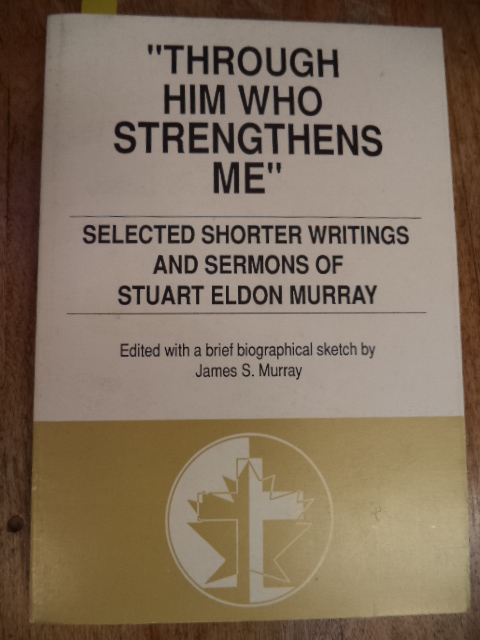 "THROUGH
HIM WHO
STRENGTHENS
ME"
SELECTED SHORTER WRITINGS
AND SERMONS OF
STUART ELDON MURRAY
Edited with a brief biographical sketch by
James S. Murray